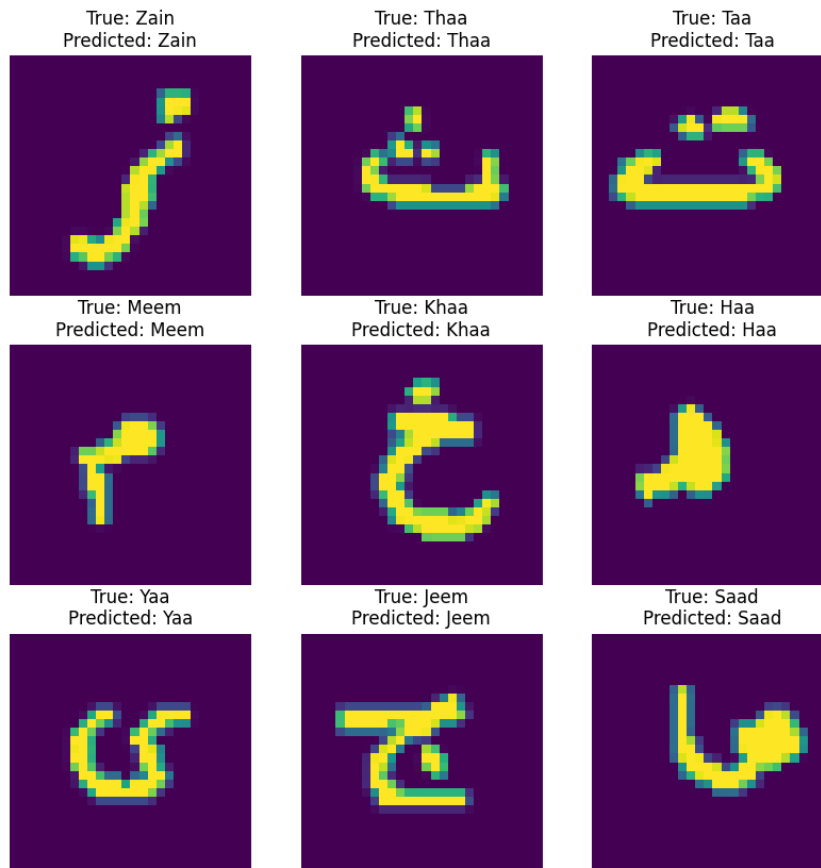 True: Zain
Predicted: Zain
True: Thaa
Predicted: Thaa
True: Taa
Predicted: Taa
ز
ث
ت
True: Meem
Predicted: Meem
True: Khaa
Predicted: Khaa
True: Haa
Predicted: Haa
م
خ
ه
True: Yaa
Predicted: Yaa
True: Jeem
Predicted: Jeem
True: Saad
Predicted: Saad
ى
ج
ص